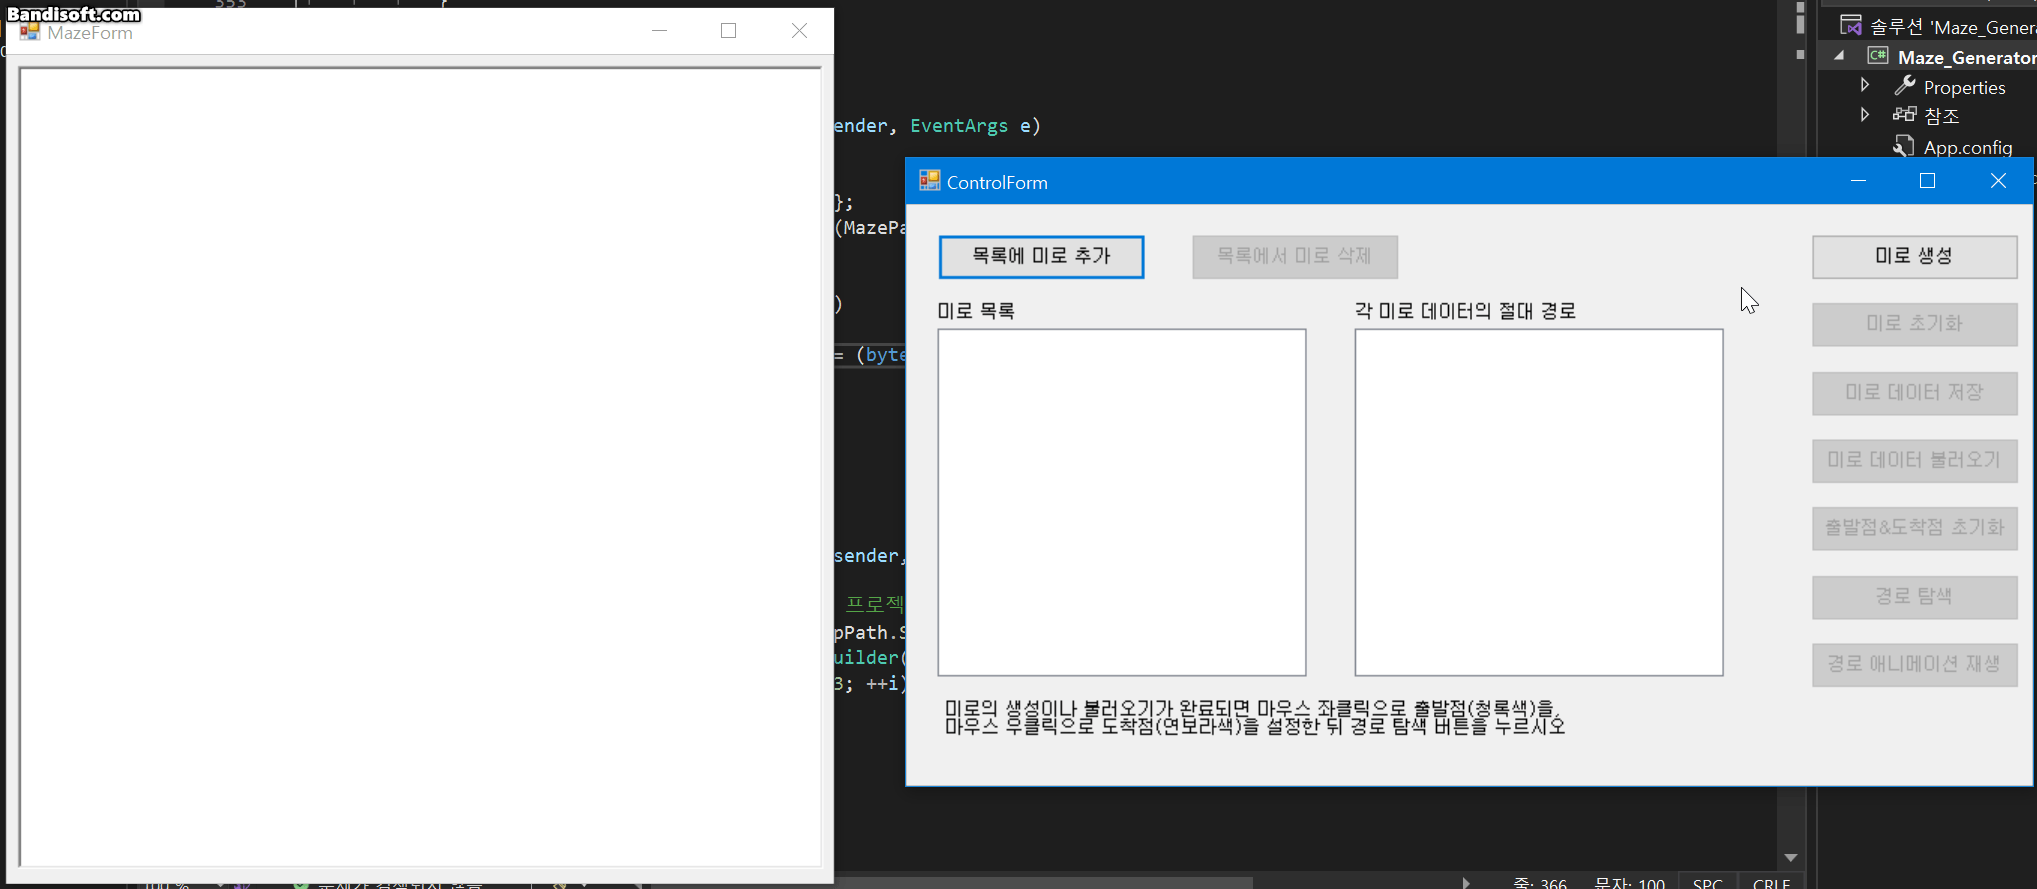 Bandisoft.com
MazeForm
353
}
ender, EventArgs e)
};
(MazePa
)
= (byte
sender,
프로젝
pPath.S
uilder(
3; ++i)
솔루션 'Maze_Genera
Maze_Generator
Properties
참조
App.config
ControlForm
목록에 미로 추가
목록에서 미로 삭제
미로 생성
미로 목록
각 미로 데이터의 절대 경로
미로 초기화
미로 데이터 저장
미로 데이터 불러오기
출발점&도착점 초기화
경로 탐색
경로 애니메이션 재생
미로의 생성이나 불러오기가 완료되면 마우스 좌클릭으로 출발점(청록색)을,
마우스 우클릭으로 도착점(연보라색)을 설정한 뒤 경로 탐색 버튼을 누르시오
100 %
줄: 366 문자: 100 SPC CRLF